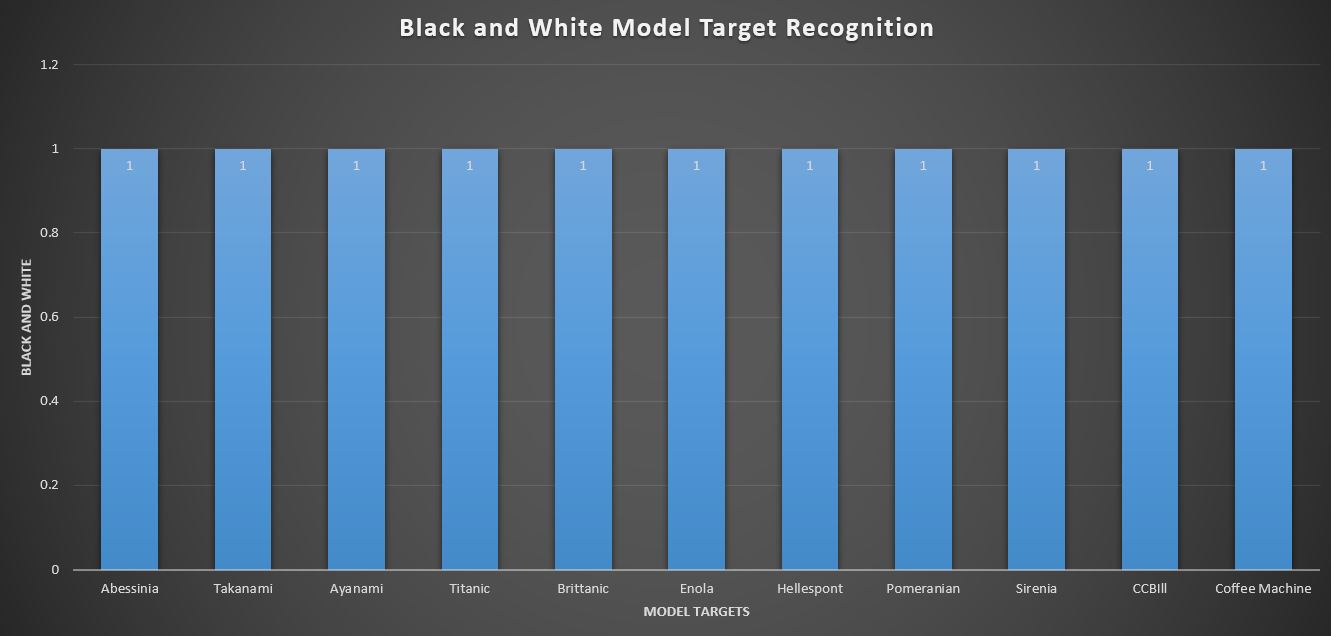 Black and White Model Target Recognition
1.2
1
0.8
0.6
0.4
0.2
0
BLACK AND WHITE
1 1 1 1 1 1 1 1 1 1 1
Abessinia Takanami Ayanami Titanic Brittanic Enola Hellespont Pomeranian Sirenia CCBIll Coffee Machine
MODEL TARGETS